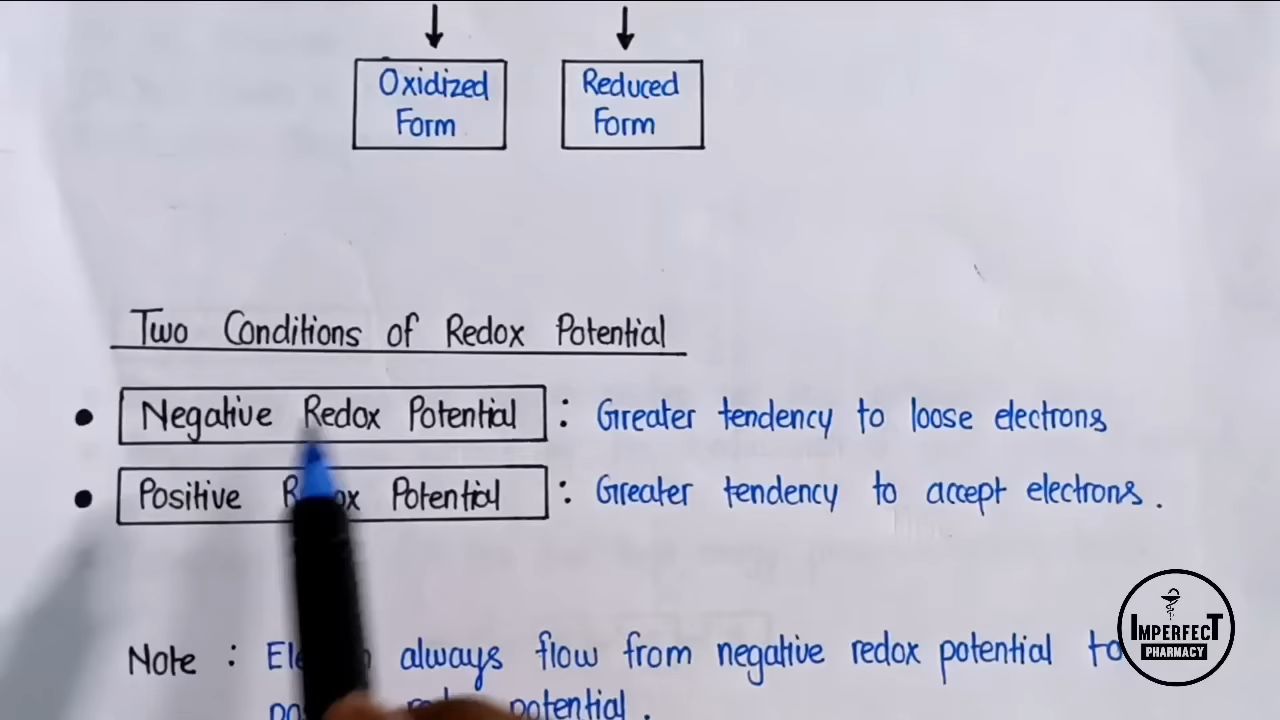 Oxidized Reduced
Form Form
Two Conditions of Redox Potential
• Negative Redox Potential : Greater tendency to loose electrons
• Positive Potential : Greater tendency to accept electrons.
Note : always flow from negative redox potential to
potential.
IMPERFECT
PHARMACY